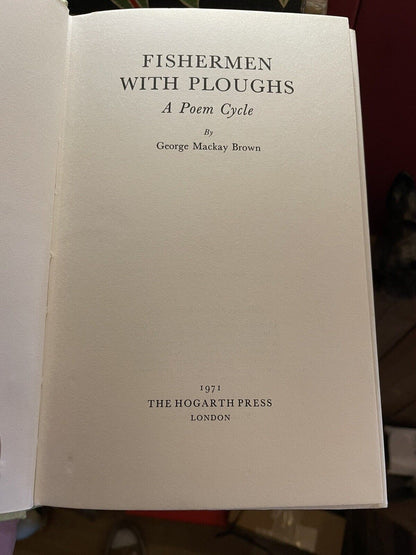 FISHERMEN
WITH PLOUGHS
A Poem Cycle
By
George Mackay Brown
1971
THE HOGARTH PRESS
LONDON